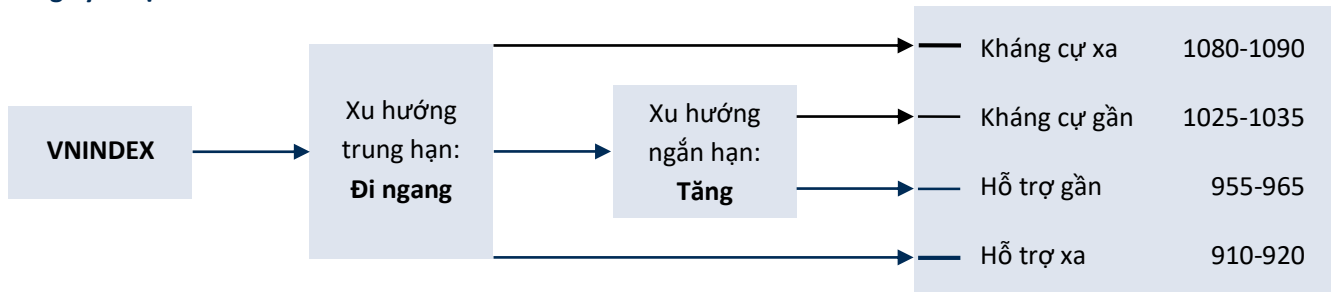 VNINDEX
Xu hướng
trung hạn:
Đi ngang
Xu hướng
ngắn hạn:
Tăng
Kháng cự xa 1080-1090
Kháng cự gần 1025-1035
Hỗ trợ gần 955-965
Hỗ trợ xa 910-920